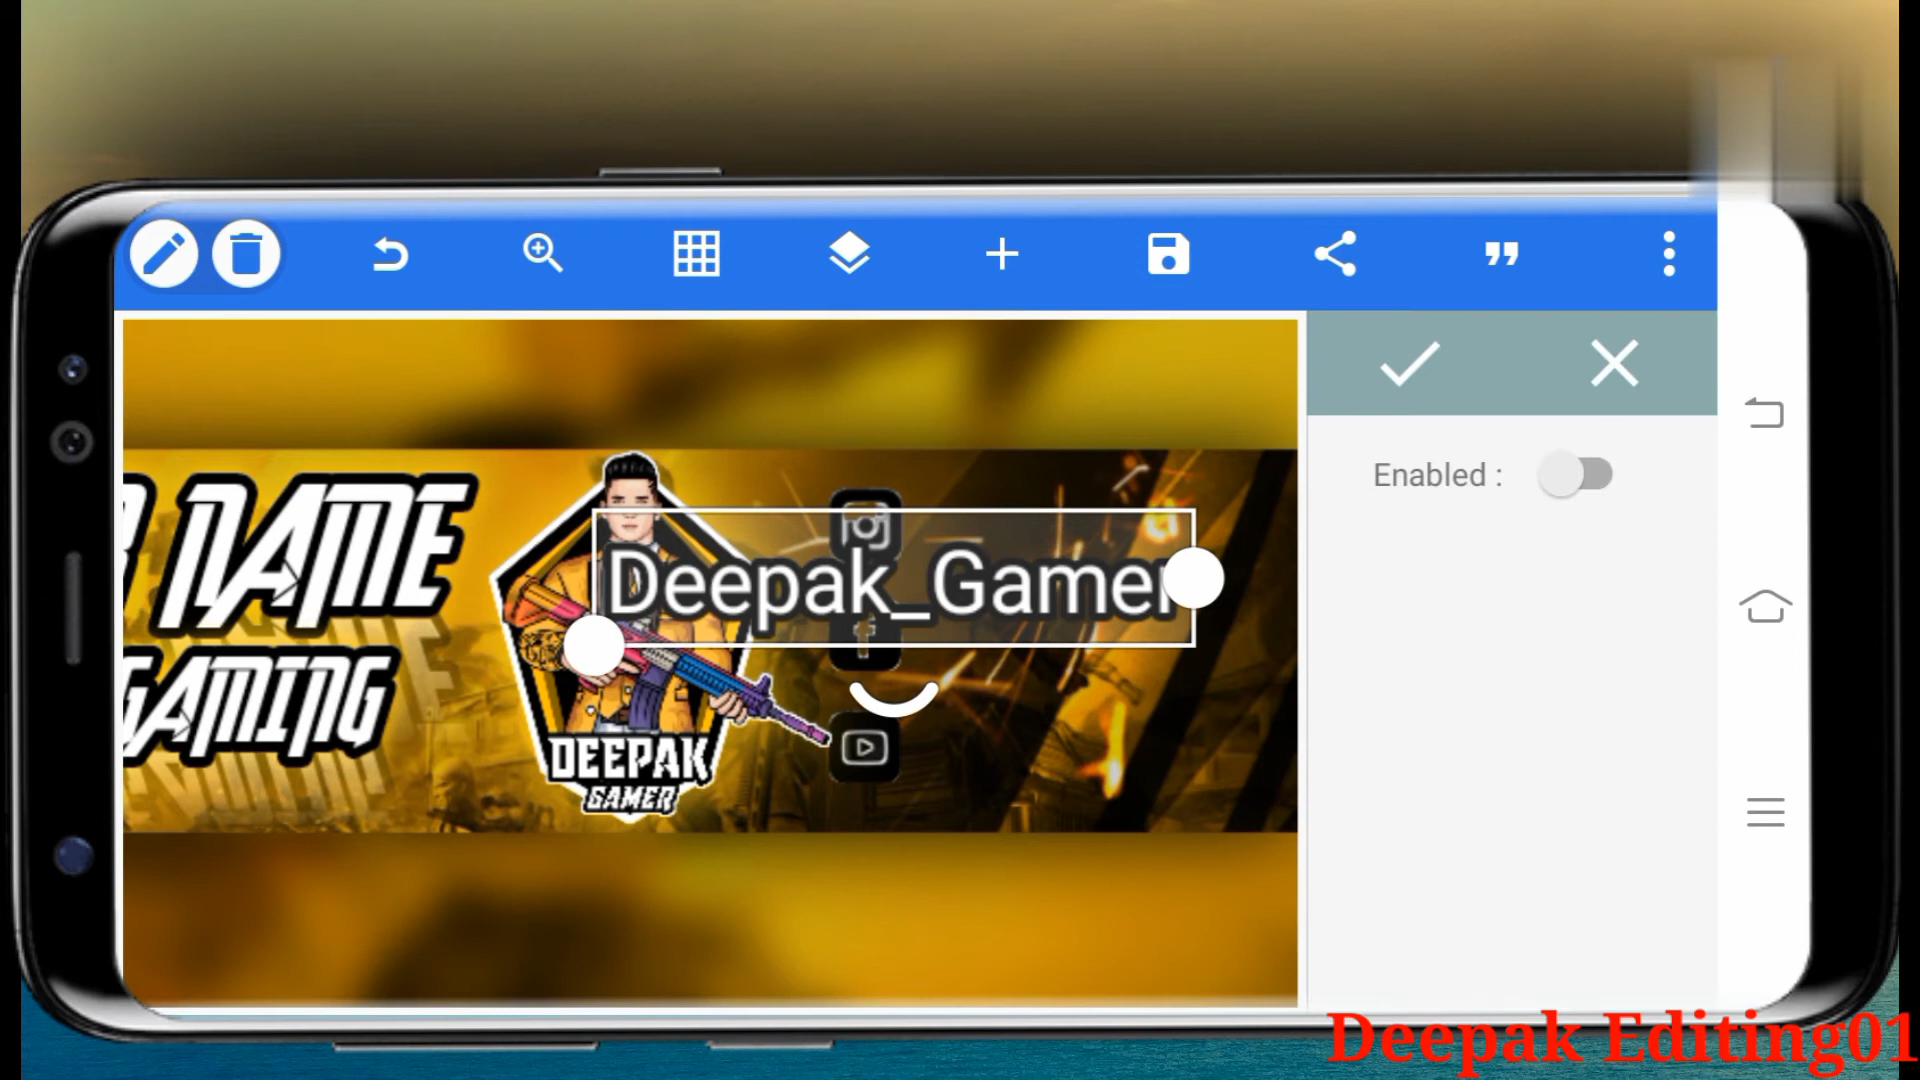 Enabled :
NAME
Deepak_Gamer
GAMING
DEEPAK
GAMER
Deepak Editing01